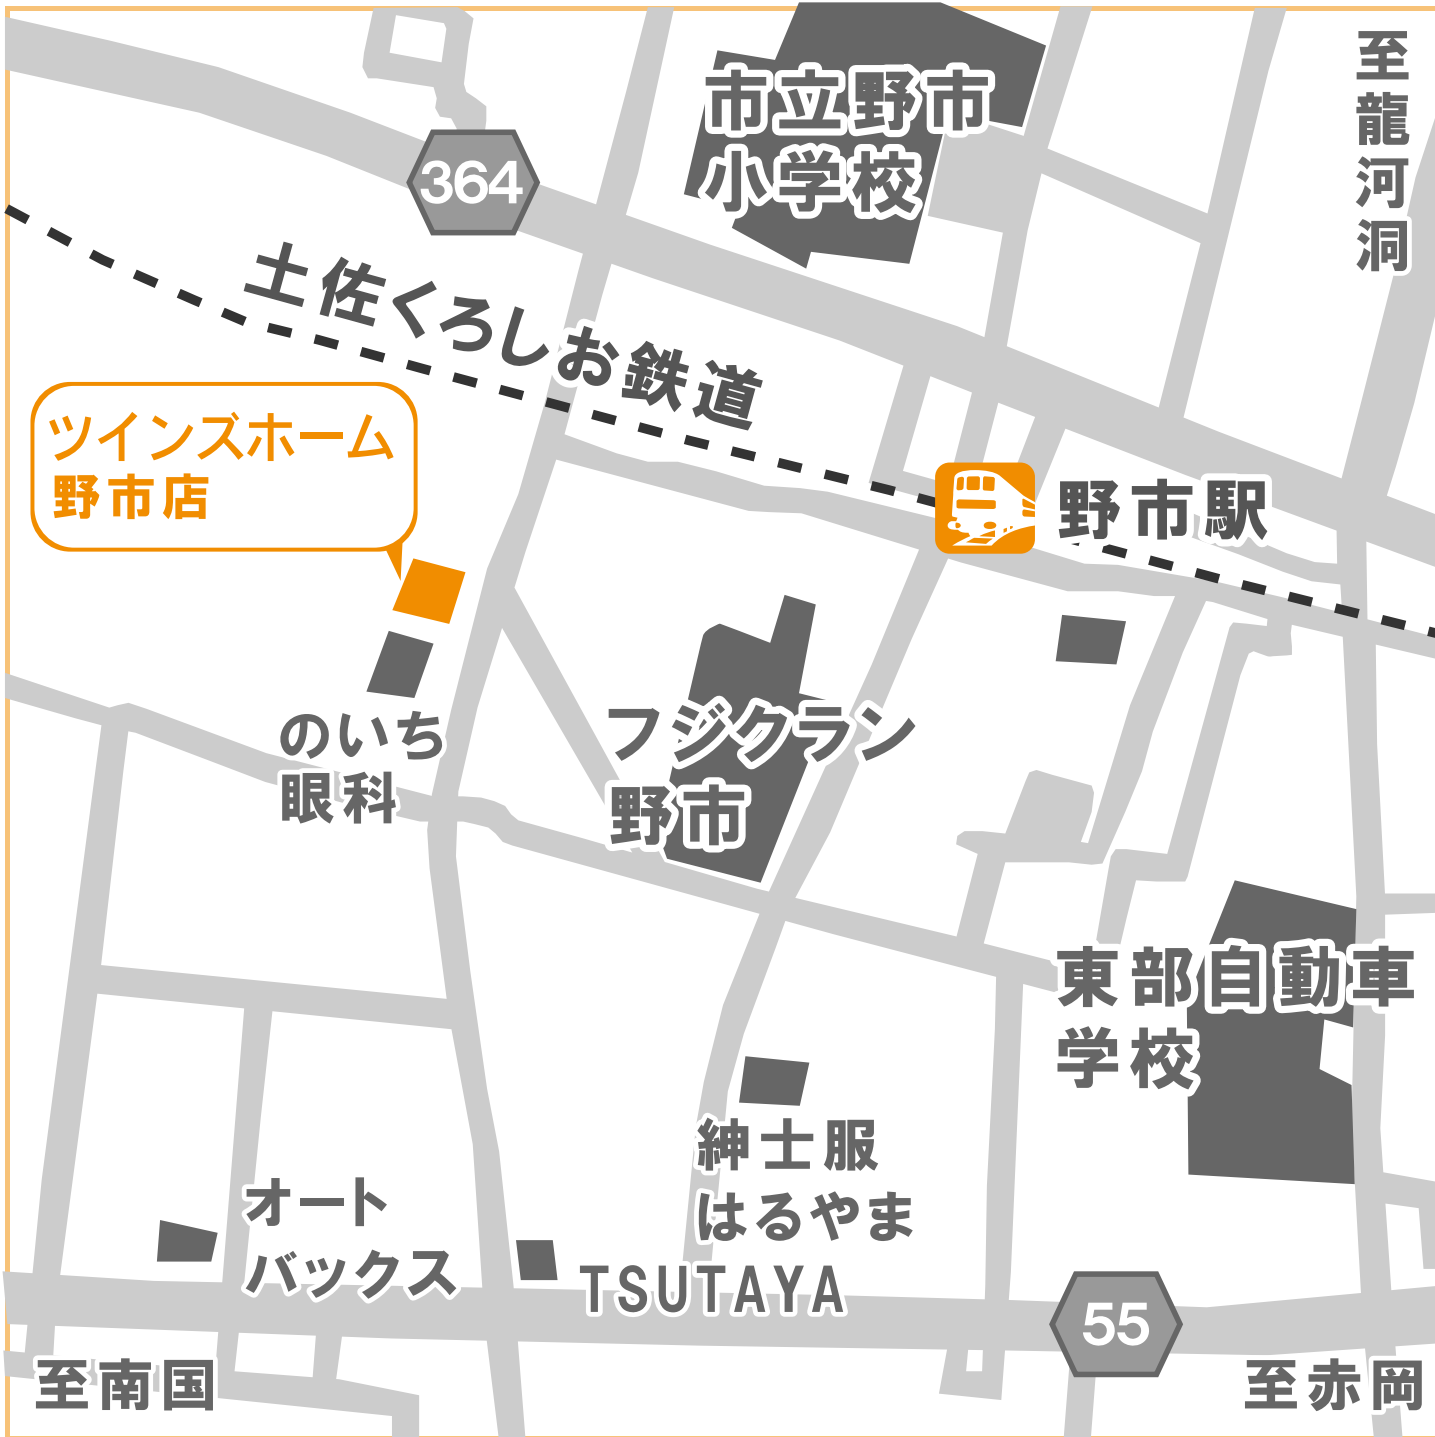 市立野市
小学校
至龍河洞
364
土佐くろしお鉄道
ツインズホーム
野市店
野市駅
のいち
眼科
フジグラン
野市
東部自動車
学校
紳士服
はるやま
オート
バックス
TSUTAYA
55
至南国
至赤岡